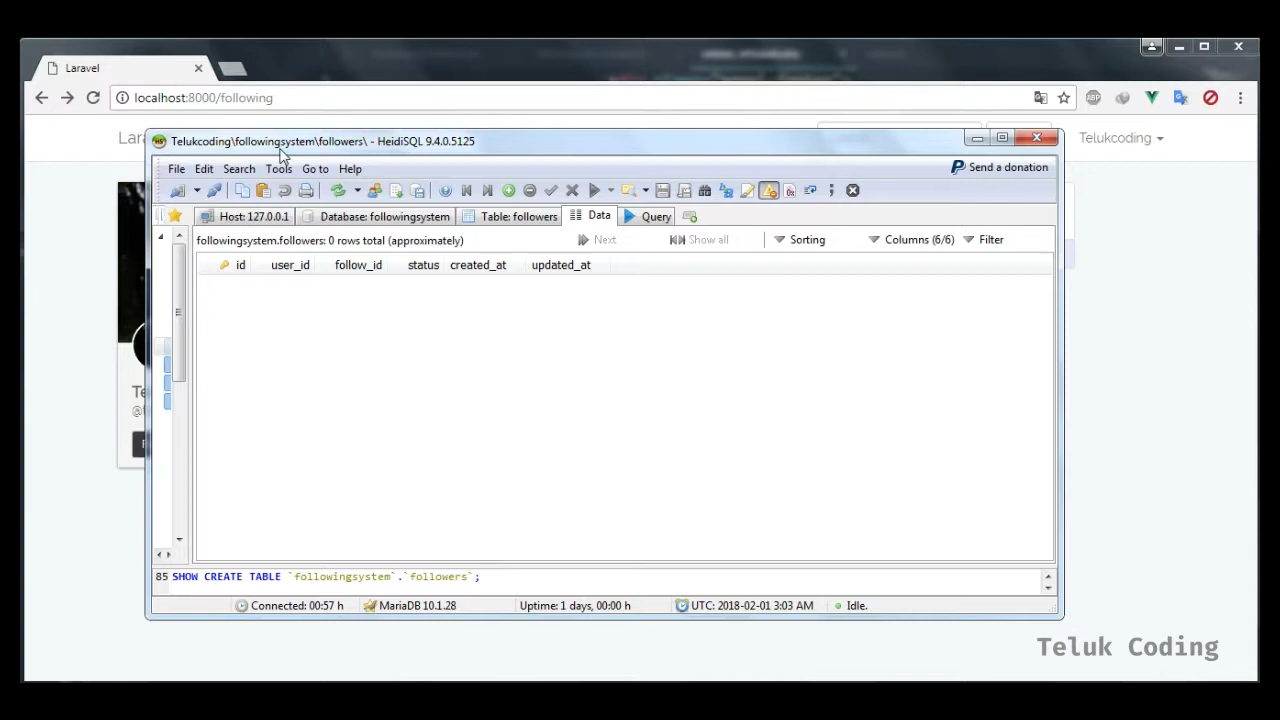 Laravel
localhost:8000/following
ABP
Telukcoding
Telukcoding\followingsystem\followers\ - HeidiSQL 9.4.0.5125
File Edit Search Tools Go to Help
Send a donation
Host: 127.0.0.1 Database: followingsystem Table: followers Data Query
followingsystem.followers: 0 rows total (approximately) Next Show all Sorting Columns (6/6) Filter
id user_id follow_id status created_at updated_at
85 SHOW CREATE TABLE `followingsystem`.`followers`;
Connected: 00:57 h MariaDB 10.1.28 Uptime: 1 days, 00:00 h UTC: 2018-02-01 3:03 AM Idle.
Teluk Coding